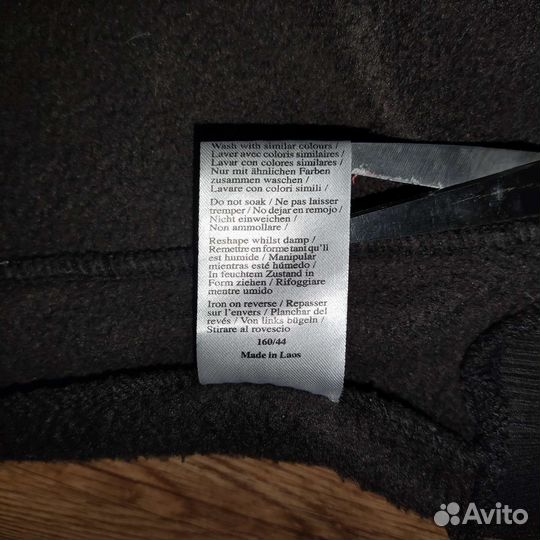 Wash with similar colours /
Laver avec coloris similaires /
Lavar con colores similares /
Nur mit ähnlichen Farben
zusammen waschen /
Lavare con colori simili /
Do not soak / Ne pas laisser
tremper / No dejar en remojo /
Nicht einweichen /
Non ammollare /
Reshape whilst damp /
Remettre en forme tant qu'il
est humide / Manipular
mientras esté húmedo /
In feuchtem Zustand in
Form ziehen / Rifoggiare
mentre umido
Iron on reverse / Repasser
sur l'envers / Planchar del
revés / Von links bügeln /
Stirare al rovescio
160/44
Made in Laos
Avito